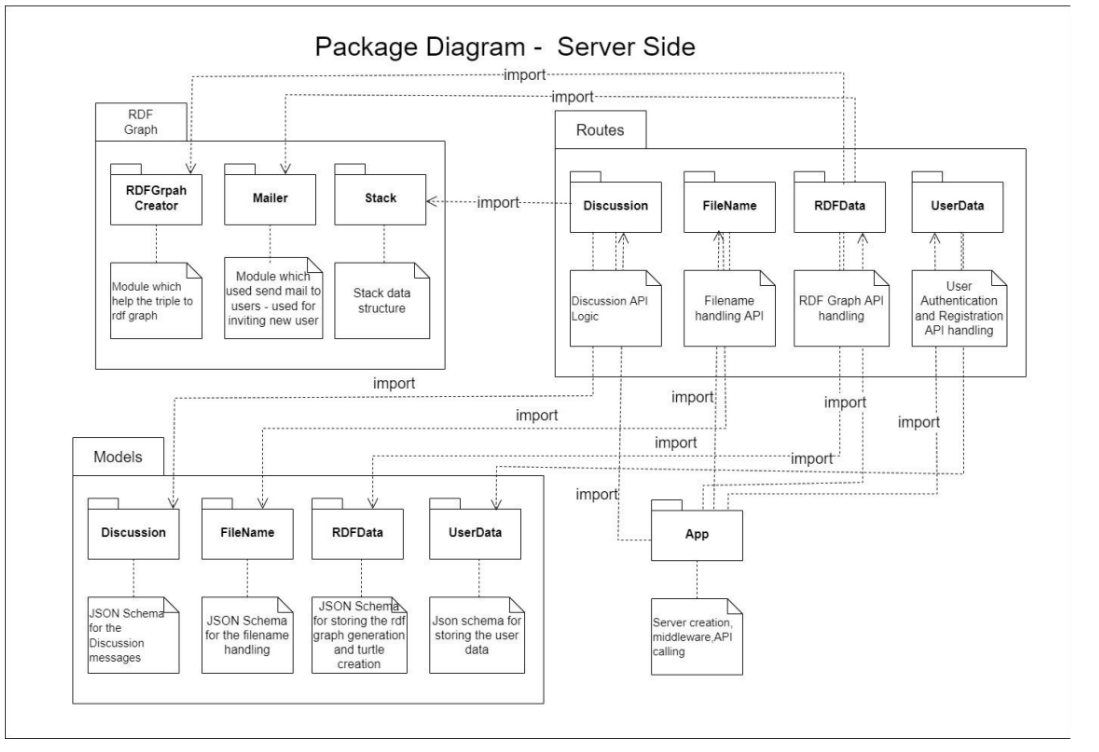 Package Diagram -  Server Side
import
import
RDF
Graph
RDFGrpah
Creator
Mailer
Stack
Module which
help the triple to
rdf graph
Module which
used send mail to
users - used for
inviting new user
Stack data
structure
import
Routes
Discussion
FileName
RDFData
UserData
Discussion API
Logic
Filename
handling API
RDF Graph API
handling
User
Authentication
and Registration
API handling
import
import
import
import
import
import
import
import
Models
Discussion
FileName
RDFData
UserData
JSON Schema
for the
Discussion
messages
JSON Schema
for the filename
handling
JSON Schema
for storing the rdf
graph generation
and turtle
creation
Json schema for
storing the user
data
App
Server creation,
middleware,API
calling